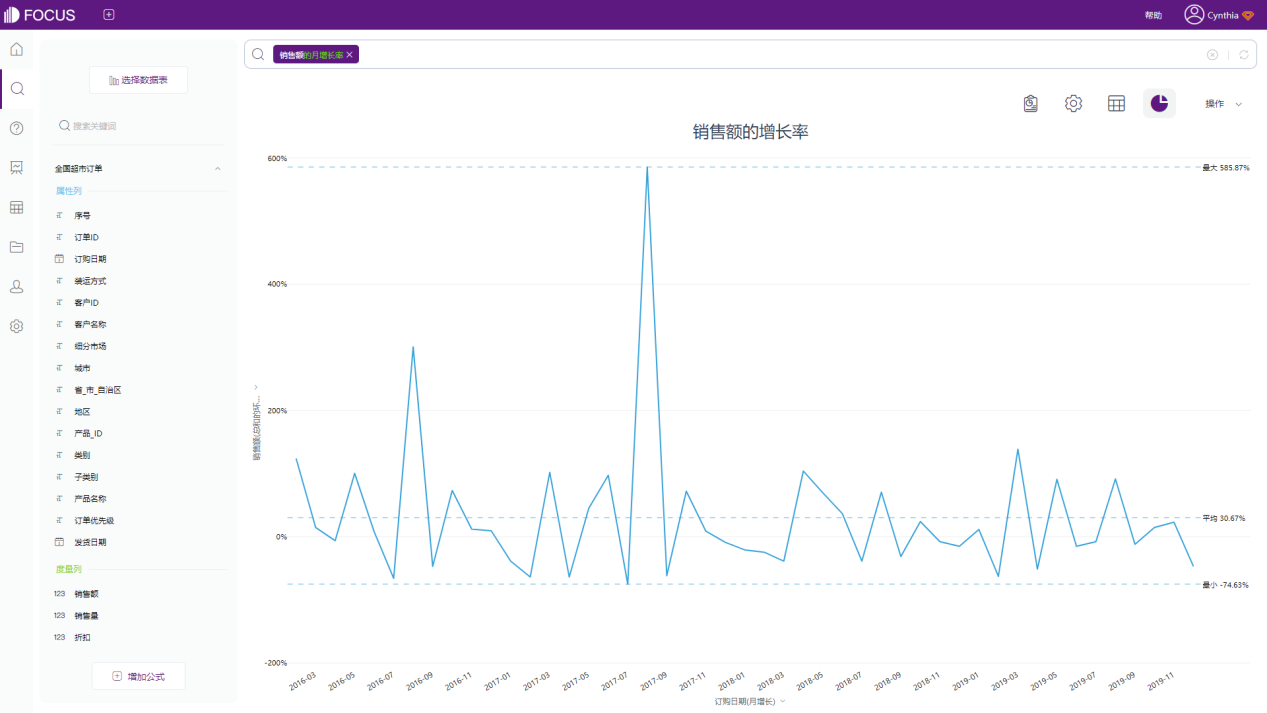 FOCUS
帮助
Cynthia
选择数据表
搜索关键词
全国超市订单
属性列
序号
订单ID
订购日期
装运方式
客户ID
客户名称
细分市场
城市
省_市_自治区
地区
产品_ID
类别
子类别
产品名称
订单优先级
发货日期
度量列
123 销售额
123 销售量
123 折扣
增加公式
销售额的月增长率
操作
销售额的增长率
600%
400%
200%
0%
-200%
最大 585.87%
平均 30.67%
最小 -74.63%
2016-03
2016-05
2016-07
2016-09
2016-11
2017-01
2017-03
2017-05
2017-07
2017-09
2017-11
2018-01
2018-03
2018-05
2018-07
2018-09
2018-11
2019-01
2019-03
2019-05
2019-07
2019-09
2019-11
订购日期(月增长)